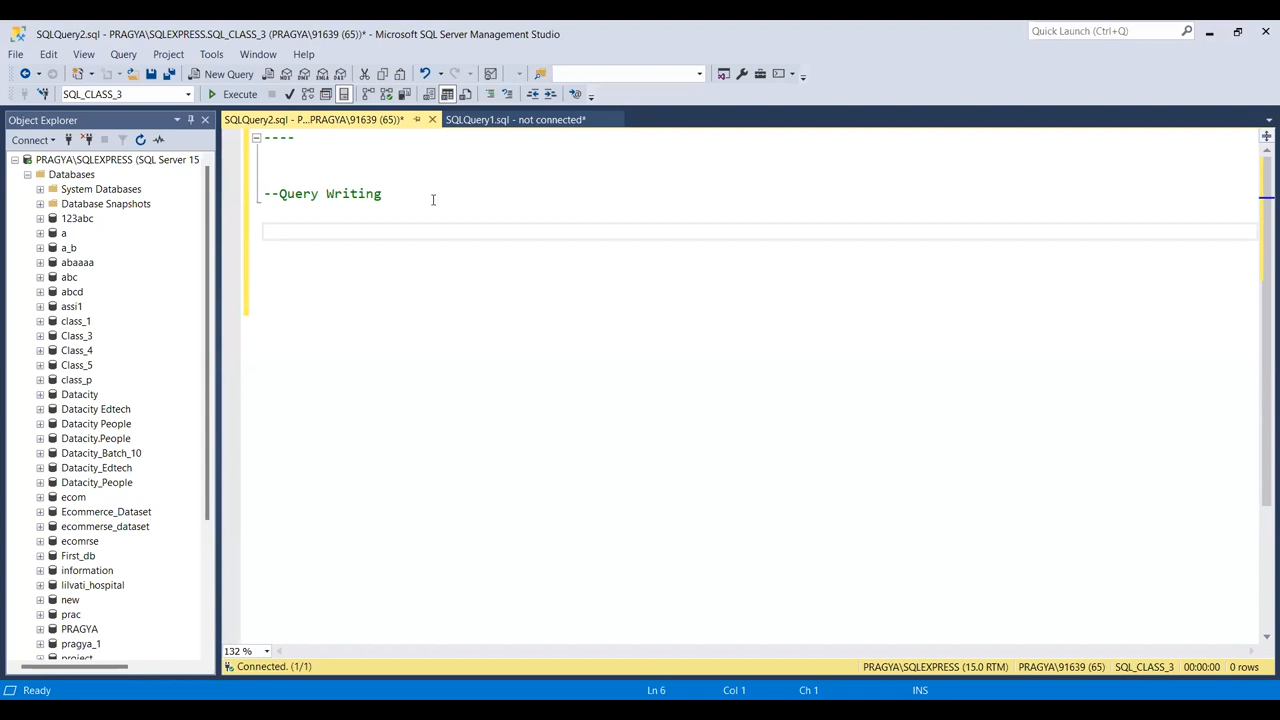 SQLQuery2.sql - PRAGYA\SQLEXPRESS.SQL_CLASS_3 (PRAGYA\91639 (65))* - Microsoft SQL Server Management Studio
Quick Launch (Ctrl+Q)
File Edit View Query Project Tools Window Help
New Query
SQL_CLASS_3
Execute
Object Explorer
SQLQuery2.sql - P...PRAGYA\91639 (65))*
SQLQuery1.sql - not connected*
Connect
PRAGYA\SQLEXPRESS (SQL Server 15
Databases
System Databases
Database Snapshots
123abc
a
a_b
abaaaa
abc
abcd
assi1
class_1
Class_3
Class_4
Class_5
class_p
Datacity
Datacity Edtech
Datacity People
Datacity.People
Datacity_Batch_10
Datacity_Edtech
Datacity_People
ecom
Ecommerce_Dataset
ecommerse_dataset
ecomrse
First_db
information
lilvati_hospital
new
prac
PRAGYA
pragya_1
project
----
--Query Writing
132 %
Connected. (1/1)
PRAGYA\SQLEXPRESS (15.0 RTM) PRAGYA\91639 (65) SQL_CLASS_3 00:00:00 0 rows
Ready
Ln 6 Col 1 Ch 1 INS